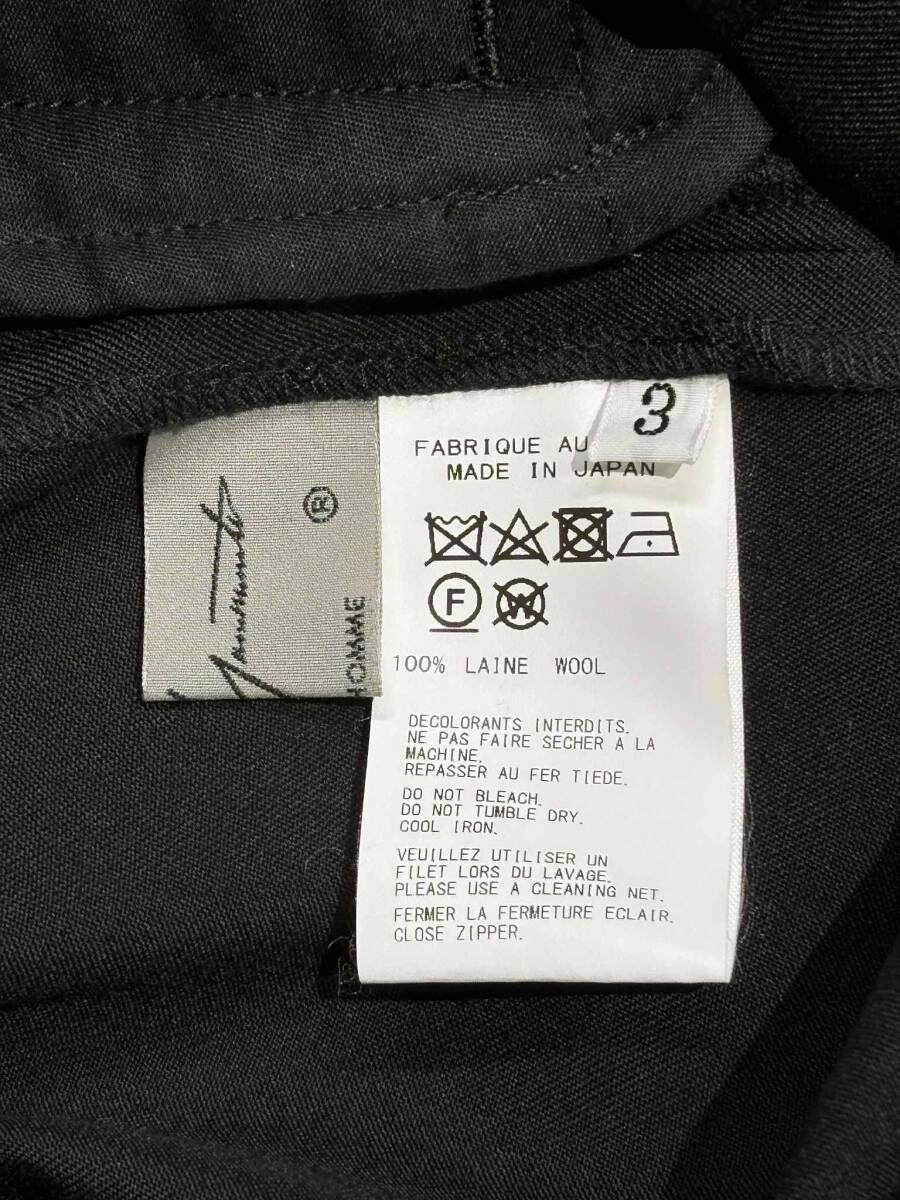 3
FABRIQUE AU
MADE IN JAPAN
F
W
100% LAINE WOOL
DECOLORANTS INTERDITS.
NE PAS FAIRE SECHER A LA
MACHINE.
REPASSER AU FER TIEDE.
DO NOT BLEACH.
DO NOT TUMBLE DRY.
COOL IRON.
VEUILLEZ UTILISER UN
FILET LORS DU LAVAGE.
PLEASE USE A CLEANING NET.
FERMER LA FERMETURE ECLAIR.
CLOSE ZIPPER.
Yamamoto ®
HOMME